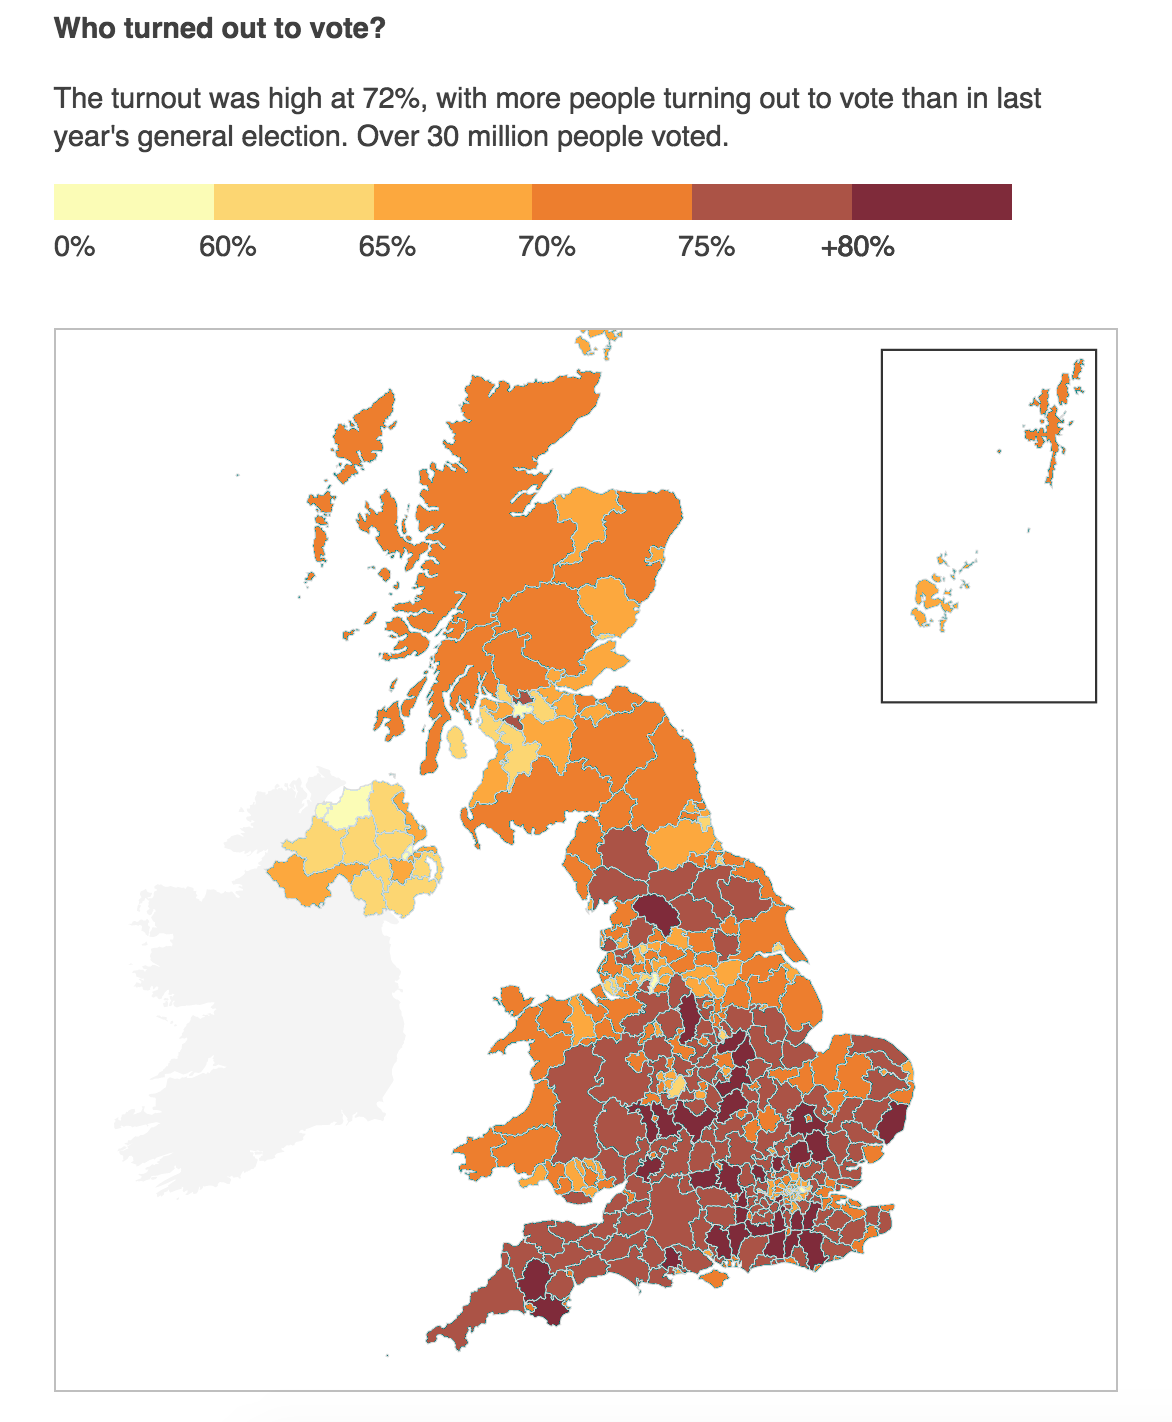 Who turned out to vote?
The turnout was high at 72%, with more people turning out to vote than in last
year's general election. Over 30 million people voted.
0% 60% 65% 70% 75% +80%